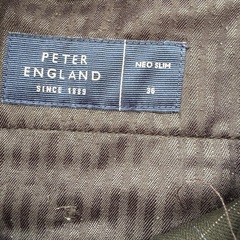 PETER
ENGLAND
SINCE 1889
NEO SLIM
36